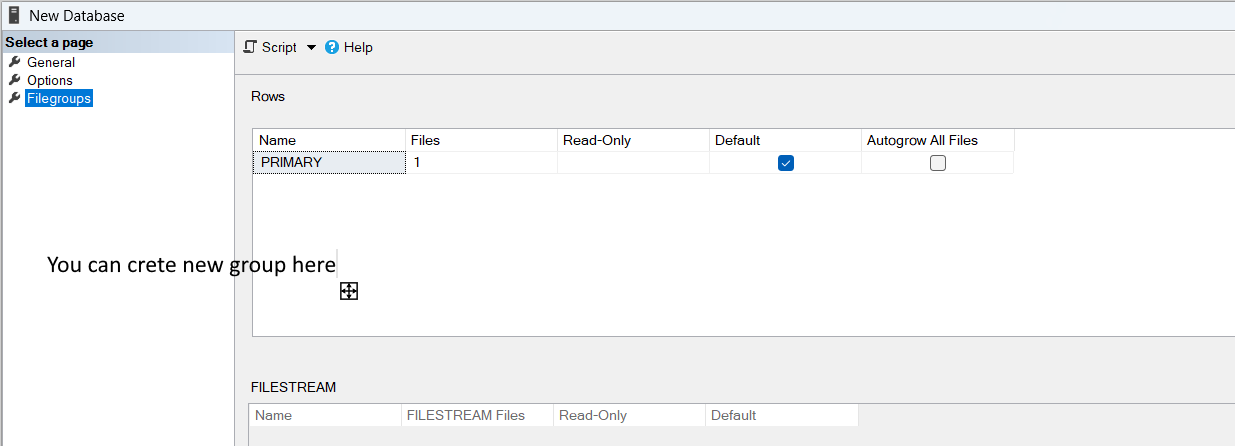 New Database
Select a page
General
Options
Filegroups
Script Help
Rows
Name Files Read-Only Default Autogrow All Files
PRIMARY 1
You can crete new group here
FILESTREAM
Name FILESTREAM Files Read-Only Default